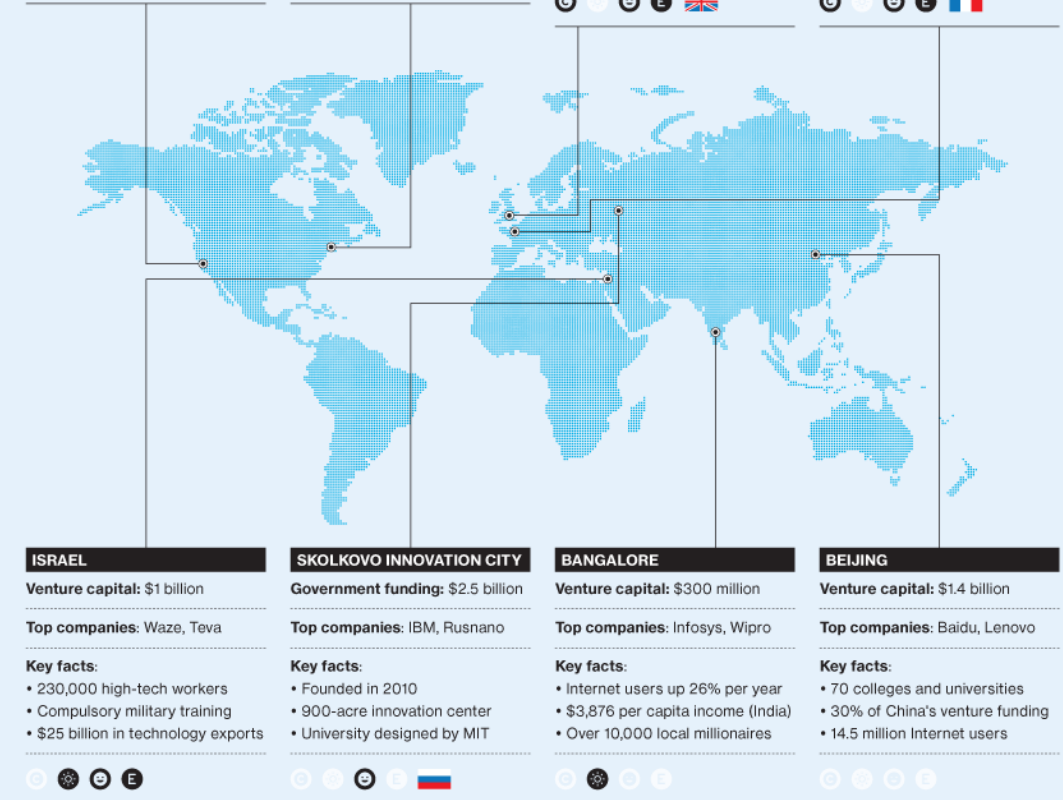 ISRAEL
Venture capital: $1 billion
Top companies: Waze, Teva
Key facts:
• 230,000 high-tech workers
• Compulsory military training
• $25 billion in technology exports
C E
SKOLKOVO INNOVATION CITY
Government funding: $2.5 billion
Top companies: IBM, Rusnano
Key facts:
• Founded in 2010
• 900-acre innovation center
• University designed by MIT
C E
BANGALORE
Venture capital: $300 million
Top companies: Infosys, Wipro
Key facts:
• Internet users up 26% per year
• $3,876 per capita income (India)
• Over 10,000 local millionaires
C E
BEIJING
Venture capital: $1.4 billion
Top companies: Baidu, Lenovo
Key facts:
• 70 colleges and universities
• 30% of China's venture funding
• 14.5 million Internet users
C E